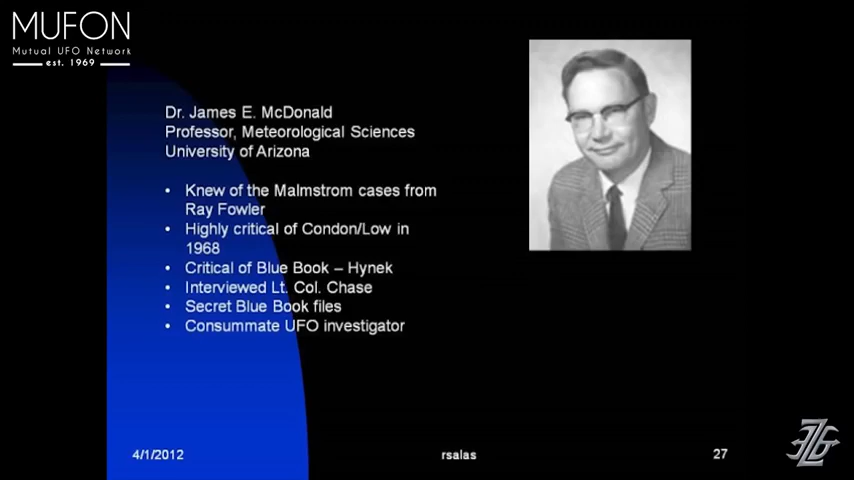 MUFON
Mutual UFO Network
est. 1969
Dr. James E. McDonald
Professor, Meteorological Sciences
University of Arizona
• Knew of the Malmstrom cases from
Ray Fowler
• Highly critical of Condon/Low in
1968
• Critical of Blue Book – Hynek
• Interviewed Lt. Col. Chase
• Secret Blue Book files
• Consummate UFO investigator
4/1/2012
rsalas
27